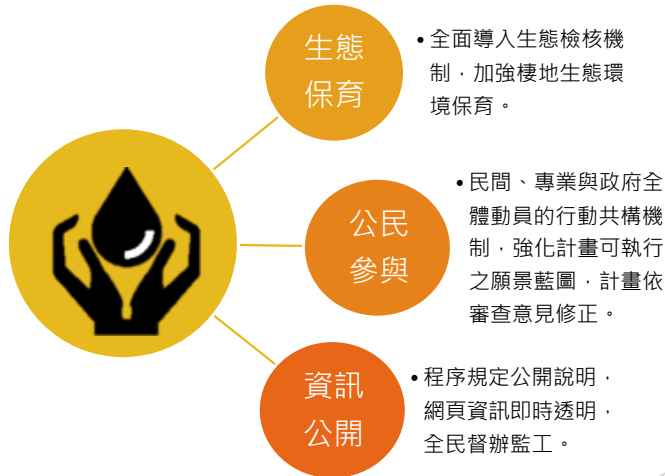 生態
保育
•全面導入生態檢核機
制，加強棲地生態環
境保育。
公民
參與
•民間、專業與政府全
體動員的行動共構機
制，強化計畫可執行
之願景藍圖，計畫依
審查意見修正。
資訊
公開
•程序規定公開說明，
網頁資訊即時透明，
全民督辦監工。